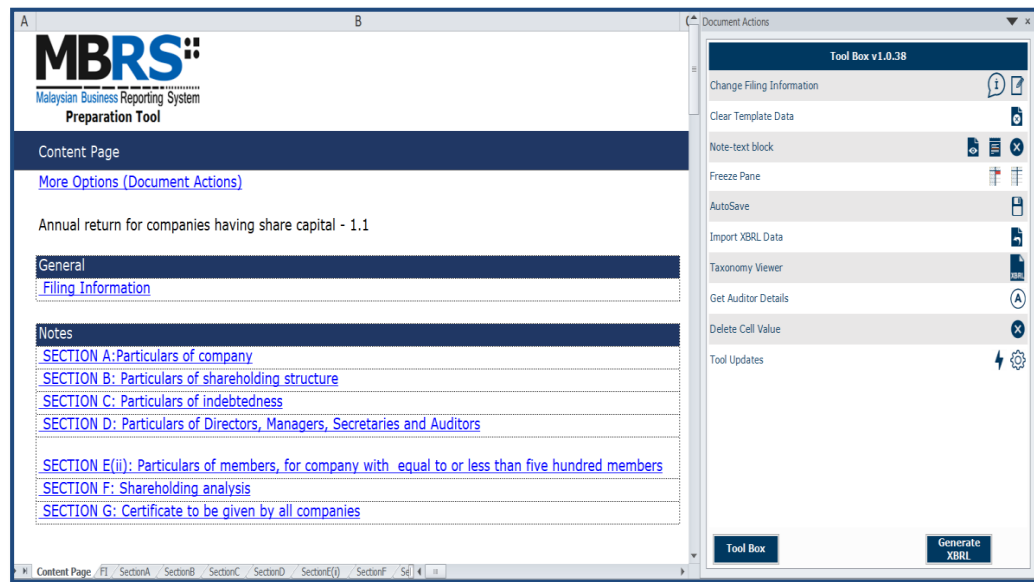 A B
Document Actions
MBRS
Malaysian Business Reporting System
Preparation Tool
Content Page
More Options (Document Actions)
Annual return for companies having share capital - 1.1
General
Filing Information
Notes
SECTION A:Particulars of company
SECTION B: Particulars of shareholding structure
SECTION C: Particulars of indebtedness
SECTION D: Particulars of Directors, Managers, Secretaries and Auditors
SECTION E(ii): Particulars of members, for company with equal to or less than five hundred members
SECTION F: Shareholding analysis
SECTION G: Certificate to be given by all companies
Content Page FI SectionA SectionB SectionC SectionD SectionE(i) SectionF
Tool Box v1.0.38
Change Filing Information
Clear Template Data
Note-text block
Freeze Pane
AutoSave
Import XBRL Data
Taxonomy Viewer
XBRL
Get Auditor Details
A
Delete Cell Value
Tool Updates
Tool Box
Generate
XBRL